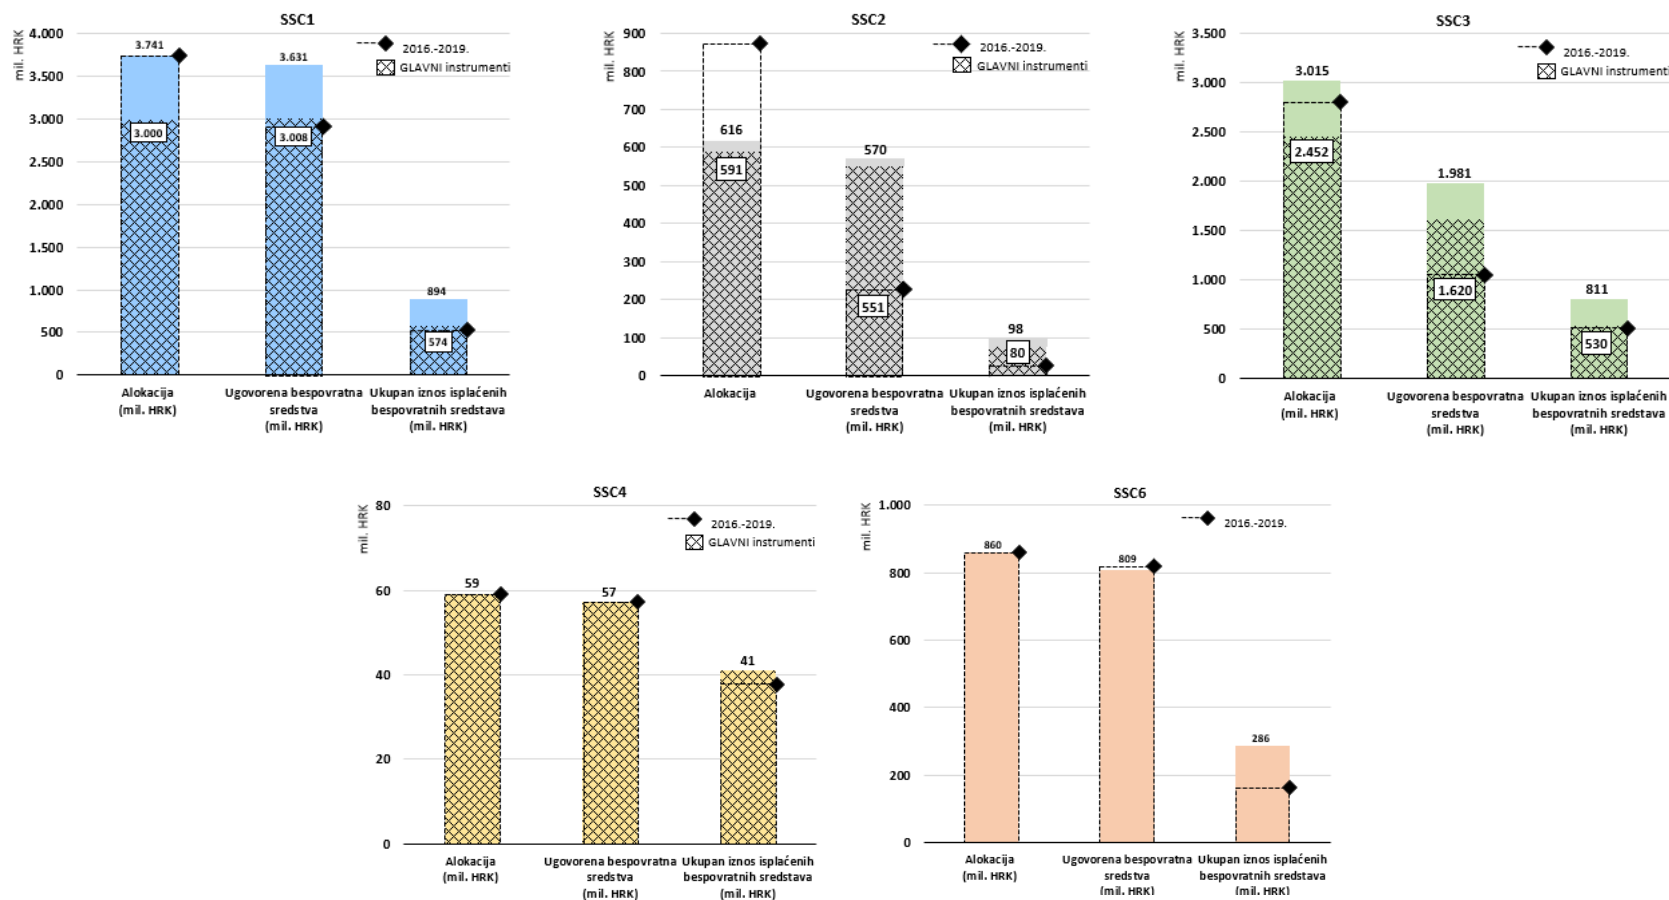 SSC1
mil. HRK
4.000
3.500
3.000
2.500
2.000
1.500
1.000
500
0
3.741
3.631
894
3.000
3.008
574
2016.-2019.
GLAVNI instrumenti
Alokacija
(mil. HRK)
Ugovorena bespovratna
sredstva
(mil. HRK)
Ukupan iznos isplaćenih
bespovratnih sredstava
(mil. HRK)
SSC2
mil. HRK
900
800
700
600
500
400
300
200
100
0
616
570
98
591
551
80
2016.-2019.
GLAVNI instrumenti
Alokacija
Ugovorena bespovratna
sredstva
(mil. HRK)
Ukupan iznos isplaćenih
bespovratnih sredstava
(mil. HRK)
SSC3
mil. HRK
3.500
3.000
2.500
2.000
1.500
1.000
500
0
3.015
1.981
811
2.452
1.620
530
2016.-2019.
GLAVNI instrumenti
Alokacija
(mil. HRK)
Ugovorena bespovratna
sredstva
(mil. HRK)
Ukupan iznos isplaćenih
bespovratnih sredstava
(mil. HRK)
SSC4
mil. HRK
80
60
40
20
0
59
57
41
2016.-2019.
GLAVNI instrumenti
Alokacija
(mil. HRK)
Ugovorena bespovratna
sredstva
(mil. HRK)
Ukupan iznos isplaćenih
bespovratnih sredstava
(mil. HRK)
SSC6
mil. HRK
1.000
800
600
400
200
0
860
809
286
2016.-2019.
Alokacija
(mil. HRK)
Ugovorena bespovratna
sredstva
(mil. HRK)
Ukupan iznos isplaćenih
bespovratnih sredstava
(mil. HRK)